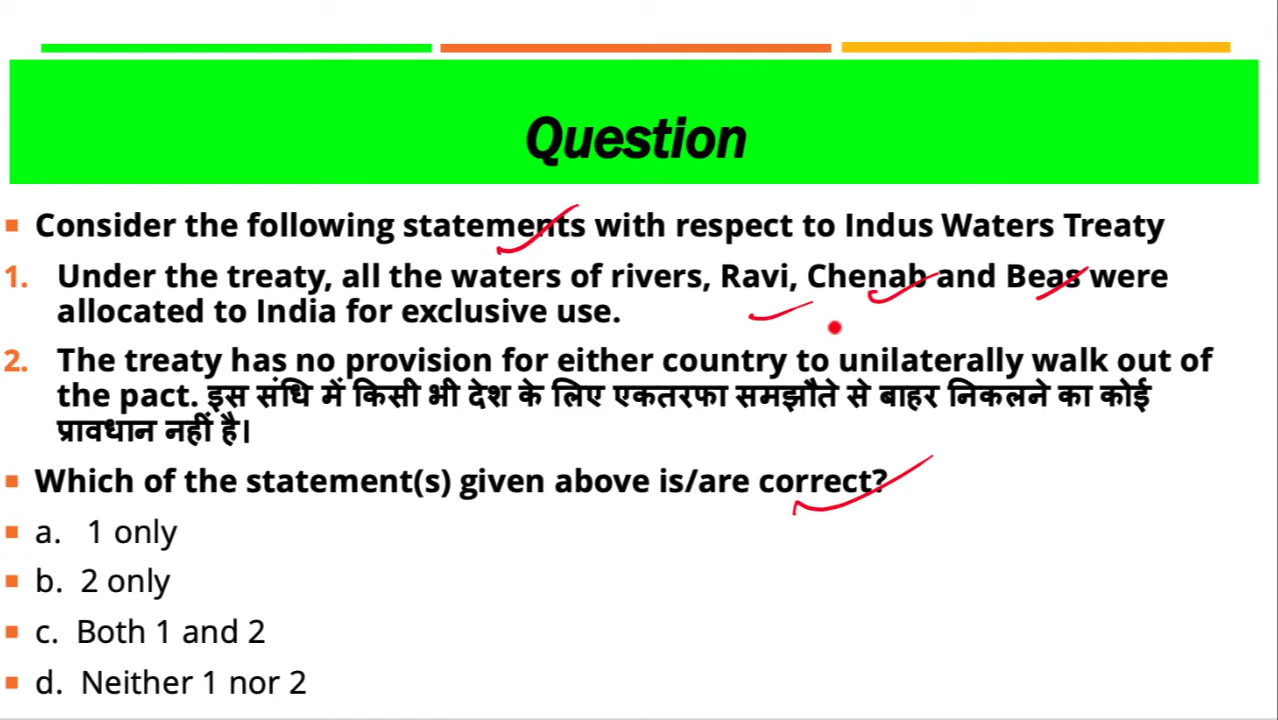 Question
Consider the following statements with respect to Indus Waters Treaty
1. Under the treaty, all the waters of rivers, Ravi, Chenab and Beas were
allocated to India for exclusive use.
2. The treaty has no provision for either country to unilaterally walk out of
the pact. इस संधि में किसी भी देश के लिए एकतरफा समझौते से बाहर निकलने का कोई
प्रावधान नहीं है।
Which of the statement(s) given above is/are correct?
a. 1 only
b. 2 only
c. Both 1 and 2
d. Neither 1 nor 2